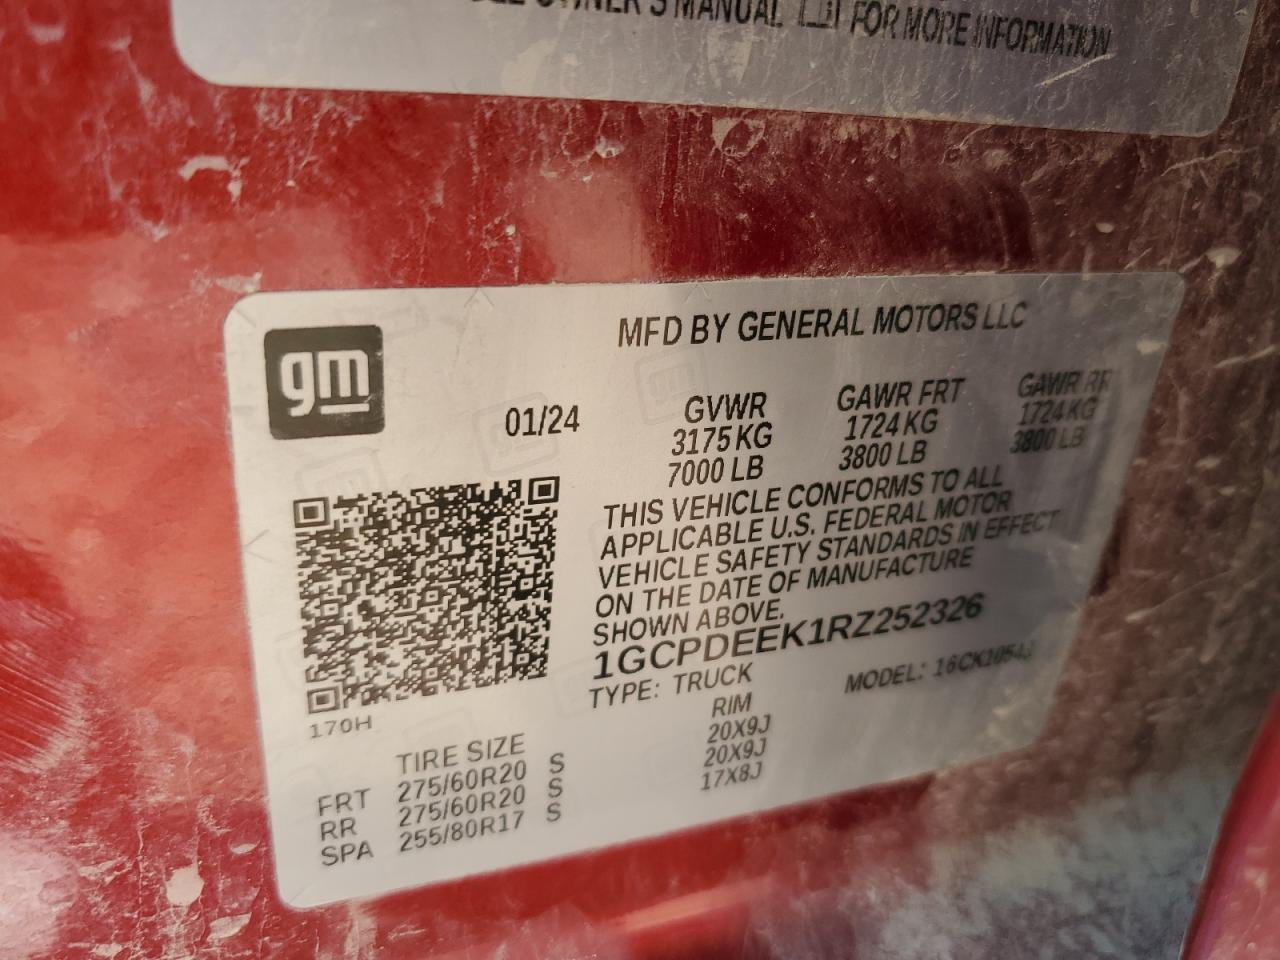 OWNER'S MANUAL FOR MORE INFORMATION
gm
MFD BY GENERAL MOTORS LLC
01/24
GVWR GAWR FRT GAWR RR
3175 KG 1724 KG 1724 KG
7000 LB 3800 LB 3800 LB
THIS VEHICLE CONFORMS TO ALL
APPLICABLE U.S. FEDERAL MOTOR
VEHICLE SAFETY STANDARDS IN EFFECT
ON THE DATE OF MANUFACTURE
SHOWN ABOVE.
1GCPDEEK1RZ252326
TYPE: TRUCK MODEL:
170H
TIRE SIZE RIM
FRT 275/60R20 S 20X9J
RR 275/60R20 S 20X9J
SPA 255/80R17 S 17X8J